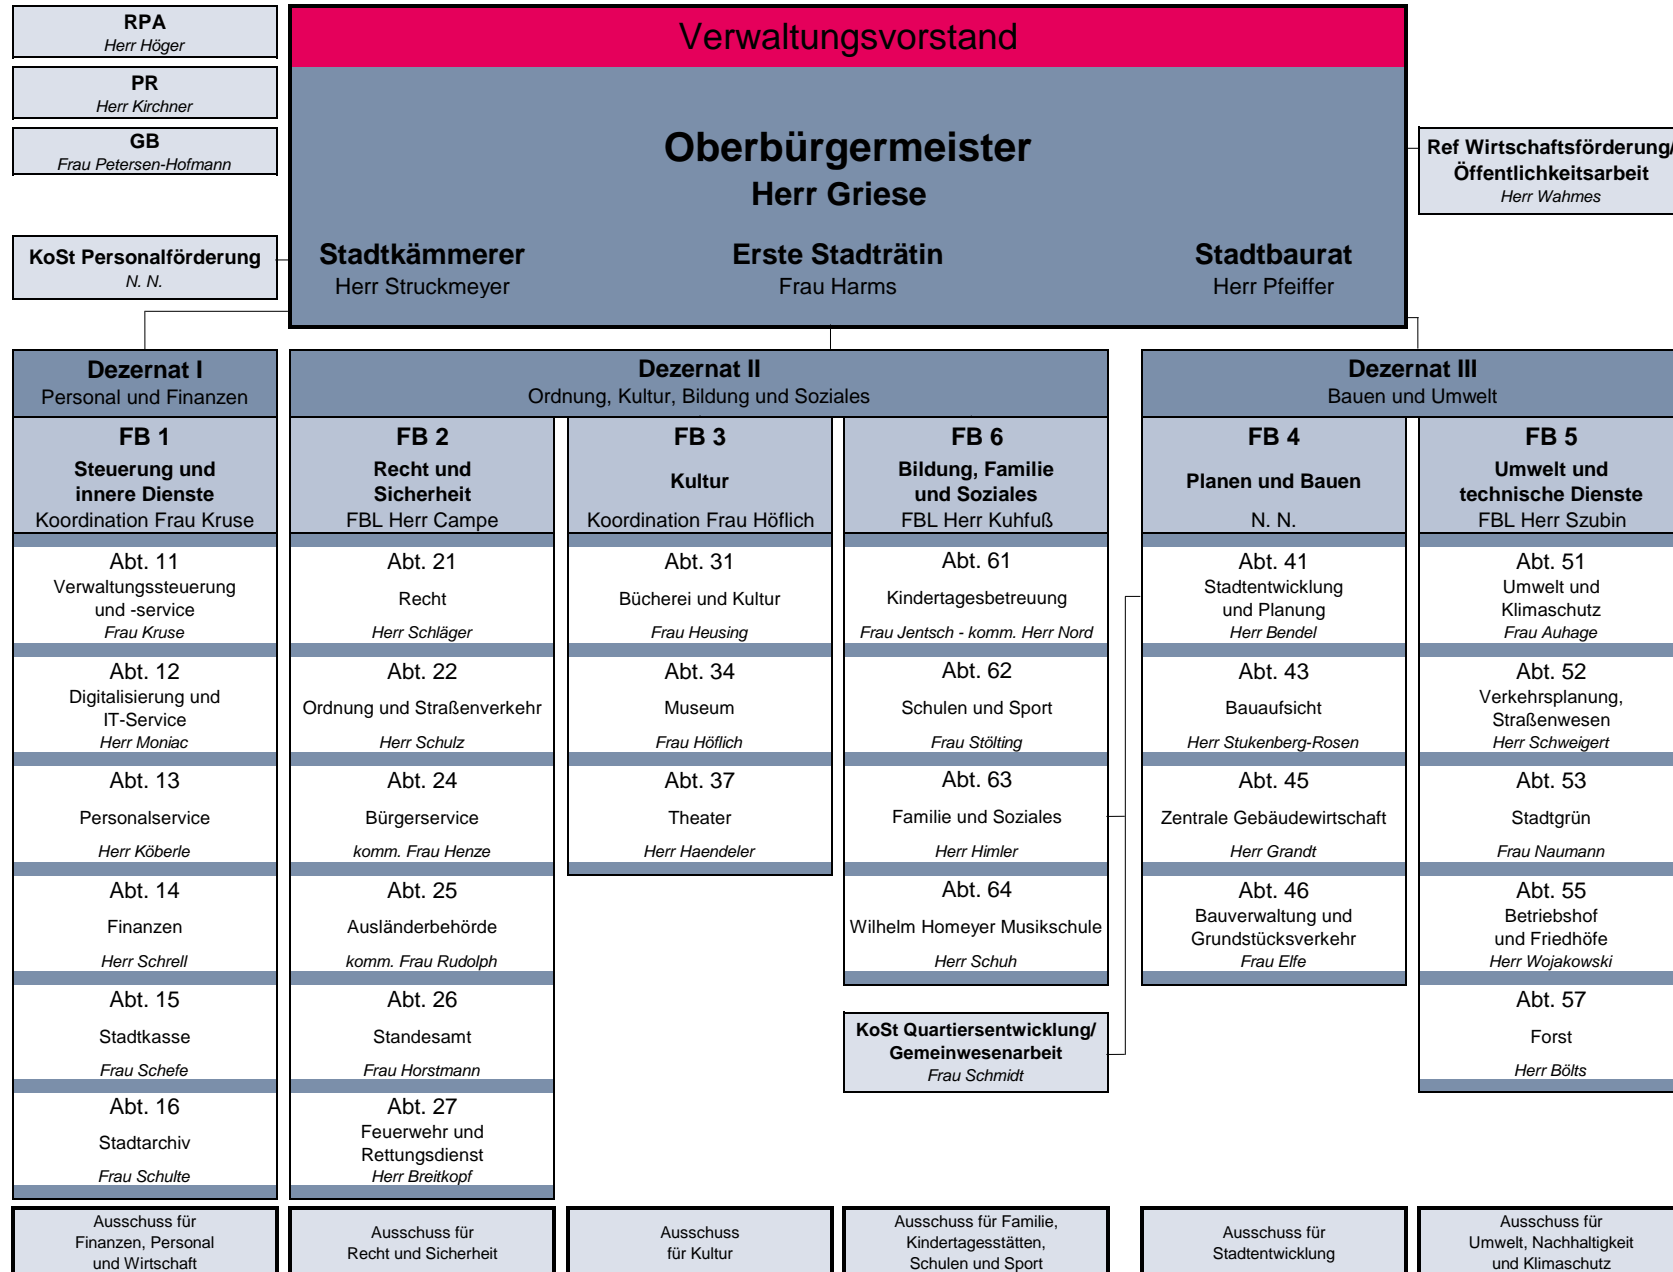 RPA
Herr Höger
PR
Herr Kirchner
GB
Frau Petersen-Hofmann
KoSt Personalförderung
N. N.
Verwaltungsvorstand
Oberbürgermeister
Herr Griese
Stadtkämmerer
Herr Struckmeyer
Erste Stadträtin
Frau Harms
Stadtbaurat
Herr Pfeiffer
Ref Wirtschaftsförderung/
Öffentlichkeitsarbeit
Herr Wahmes
Dezernat I
Personal und Finanzen
FB 1
Steuerung und
innere Dienste
Koordination Frau Kruse
Abt. 11
Verwaltungssteuerung
und -service
Frau Kruse
Abt. 12
Digitalisierung und
IT-Service
Herr Moniac
Abt. 13
Personalservice
Herr Köberle
Abt. 14
Finanzen
Herr Schrell
Abt. 15
Stadtkasse
Frau Schefe
Abt. 16
Stadtarchiv
Frau Schulte
Ausschuss für
Finanzen, Personal
und Wirtschaft
Dezernat II
Ordnung, Kultur, Bildung und Soziales
FB 2
Recht und
Sicherheit
FBL Herr Campe
Abt. 21
Recht
Herr Schläger
Abt. 22
Ordnung und Straßenverkehr
Herr Schulz
Abt. 24
Bürgerservice
komm. Frau Henze
Abt. 25
Ausländerbehörde
komm. Frau Rudolph
Abt. 26
Standesamt
Frau Horstmann
Abt. 27
Feuerwehr und
Rettungsdienst
Herr Breitkopf
Ausschuss für
Recht und Sicherheit
FB 3
Kultur
Koordination Frau Höflich
Abt. 31
Bücherei und Kultur
Frau Heusing
Abt. 34
Museum
Frau Höflich
Abt. 37
Theater
Herr Haendeler
Ausschuss
für Kultur
FB 6
Bildung, Familie
und Soziales
FBL Herr Kuhfuß
Abt. 61
Kindertagesbetreuung
Frau Jentsch - komm. Herr Nord
Abt. 62
Schulen und Sport
Frau Stölting
Abt. 63
Familie und Soziales
Herr Himler
Abt. 64
Wilhelm Homeyer Musikschule
Herr Schuh
KoSt Quartiersentwicklung/
Gemeinwesenarbeit
Frau Schmidt
Ausschuss für Familie,
Kindertagesstätten,
Schulen und Sport
Dezernat III
Bauen und Umwelt
FB 4
Planen und Bauen
N. N.
Abt. 41
Stadtentwicklung
und Planung
Herr Bendel
Abt. 43
Bauaufsicht
Herr Stukenberg-Rosen
Abt. 45
Zentrale Gebäudewirtschaft
Herr Grandt
Abt. 46
Bauverwaltung und
Grundstücksverkehr
Frau Elfe
Ausschuss für
Stadtentwicklung
FB 5
Umwelt und
technische Dienste
FBL Herr Szubin
Abt. 51
Umwelt und
Klimaschutz
Frau Auhage
Abt. 52
Verkehrsplanung,
Straßenwesen
Herr Schweigert
Abt. 53
Stadtgrün
Frau Naumann
Abt. 55
Betriebshof
und Friedhöfe
Herr Wojakowski
Abt. 57
Forst
Herr Bölts
Ausschuss für
Umwelt, Nachhaltigkeit
und Klimaschutz